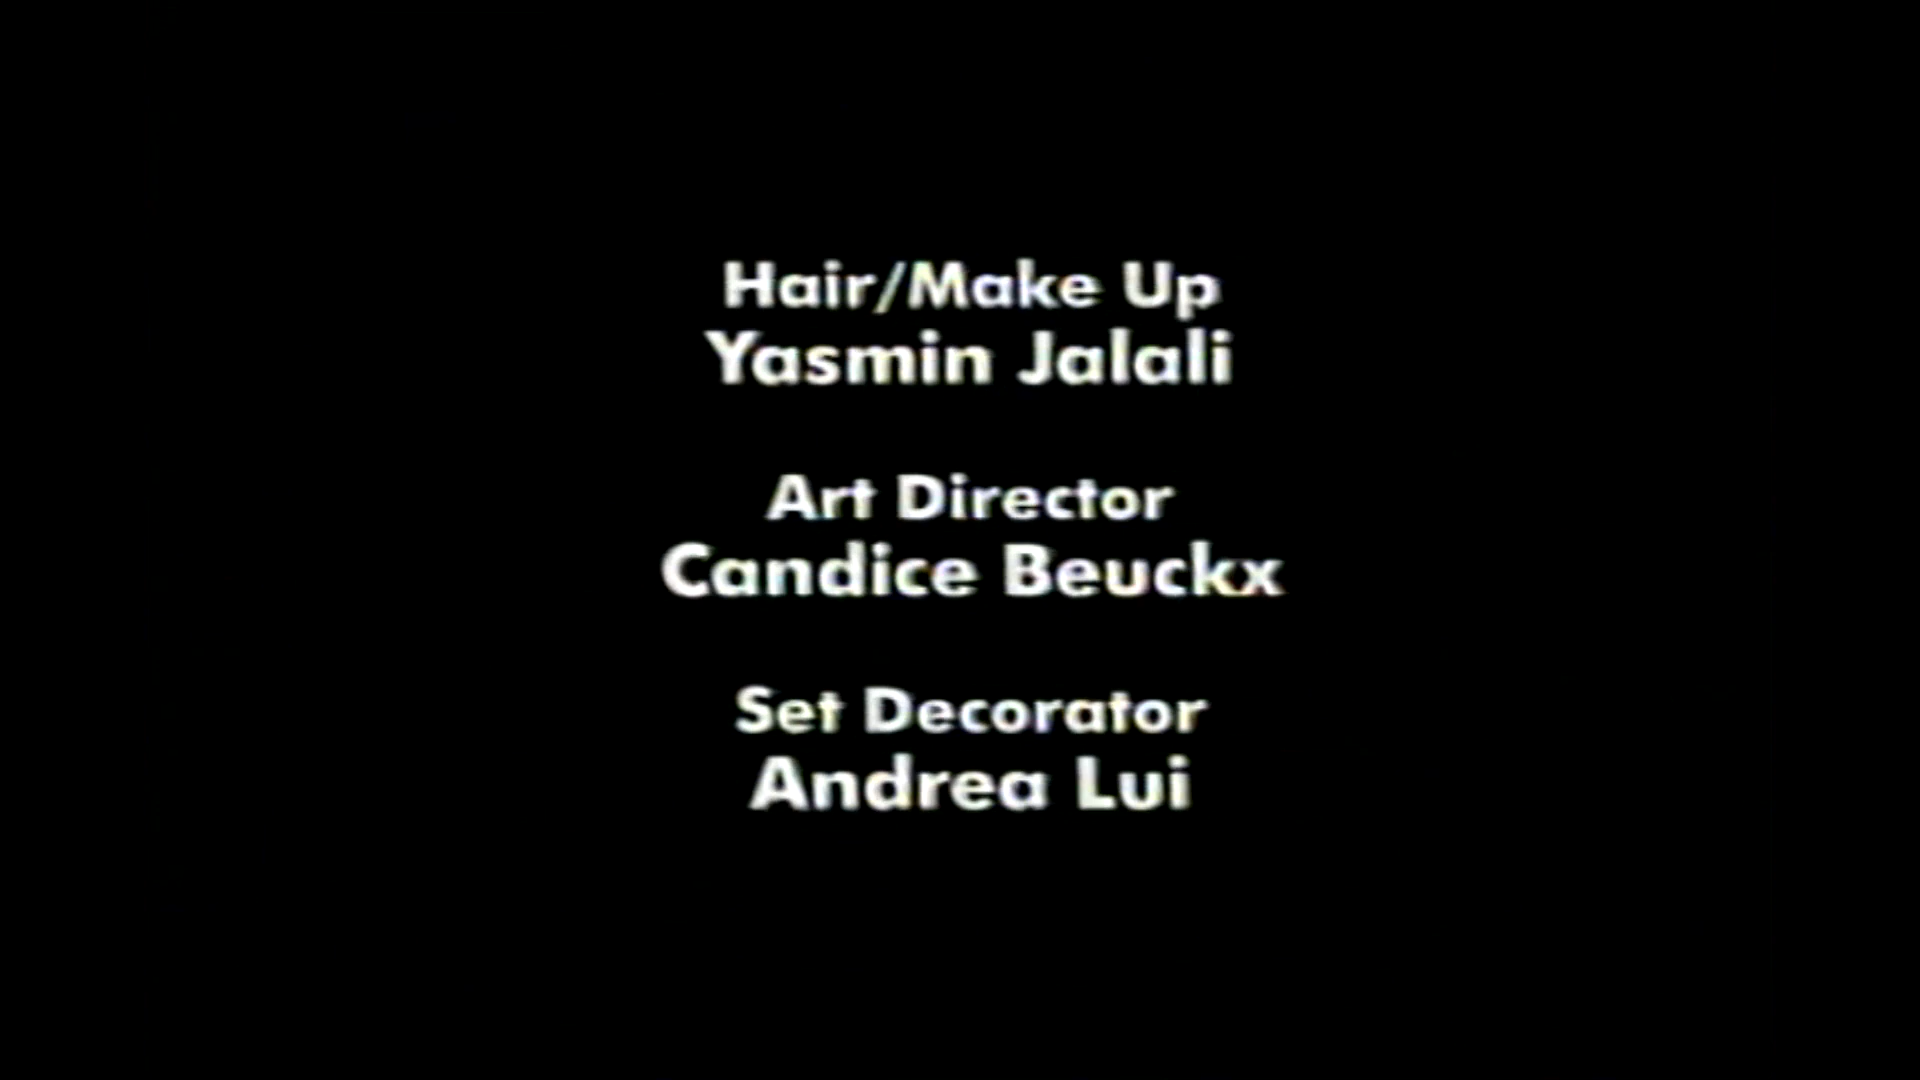 Hair/Make Up
Yasmin Jalali
Art Director
Candice Beuckx
Set Decorator
Andrea Lui